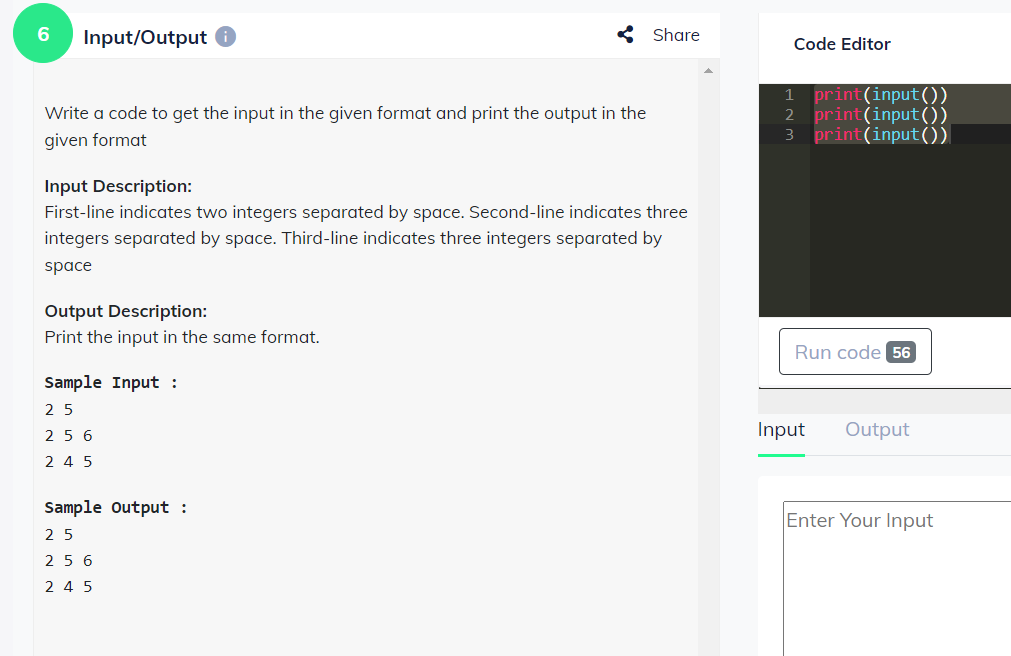 6
Input/Output i
Share
Write a code to get the input in the given format and print the output in the
given format
Input Description:
First-line indicates two integers separated by space. Second-line indicates three
integers separated by space. Third-line indicates three integers separated by
space
Output Description:
Print the input in the same format.
Sample Input :
2 5
2 5 6
2 4 5
Sample Output :
2 5
2 5 6
2 4 5
Code Editor
1 print(input())
2 print(input())
3 print(input())
Run code 56
Input Output
Enter Your Input